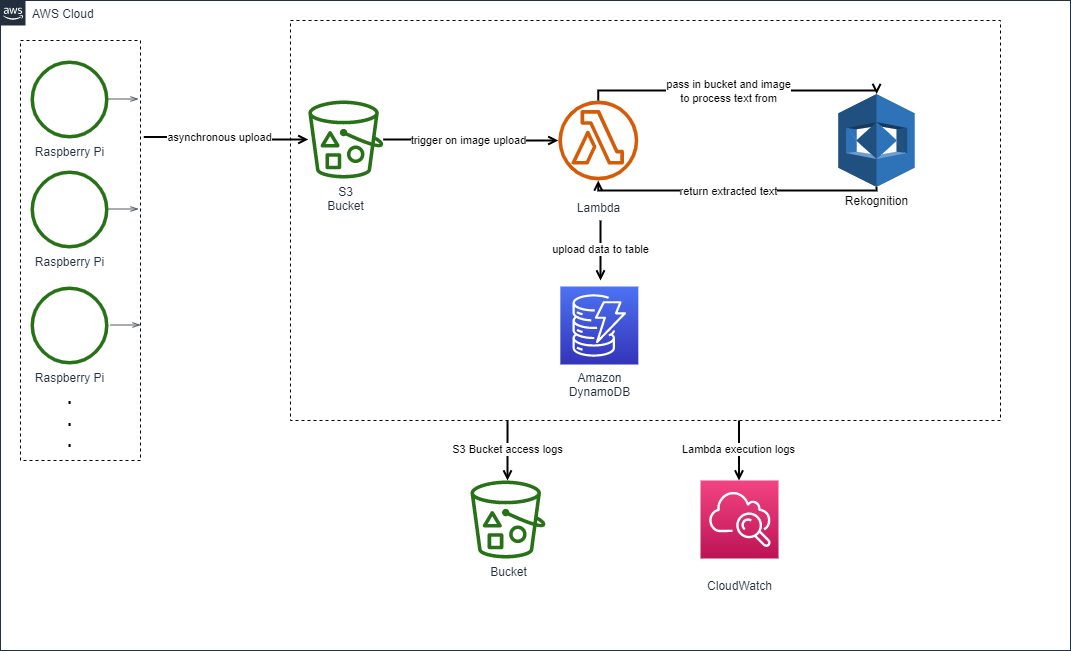 aws
AWS Cloud
Raspberry Pi
Raspberry Pi
Raspberry Pi
asynchronous upload
S3
Bucket
trigger on image upload
Lambda
pass in bucket and image
to process text from
return extracted text
Rekognition
upload data to table
Amazon
DynamoDB
S3 Bucket access logs
Bucket
Lambda execution logs
CloudWatch